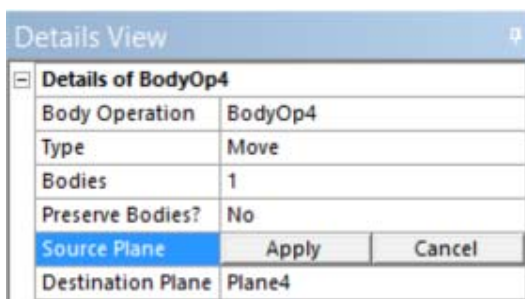 Details View
Details of BodyOp4
Body Operation BodyOp4
Type Move
Bodies 1
Preserve Bodies? No
Source Plane Apply Cancel
Destination Plane Plane4